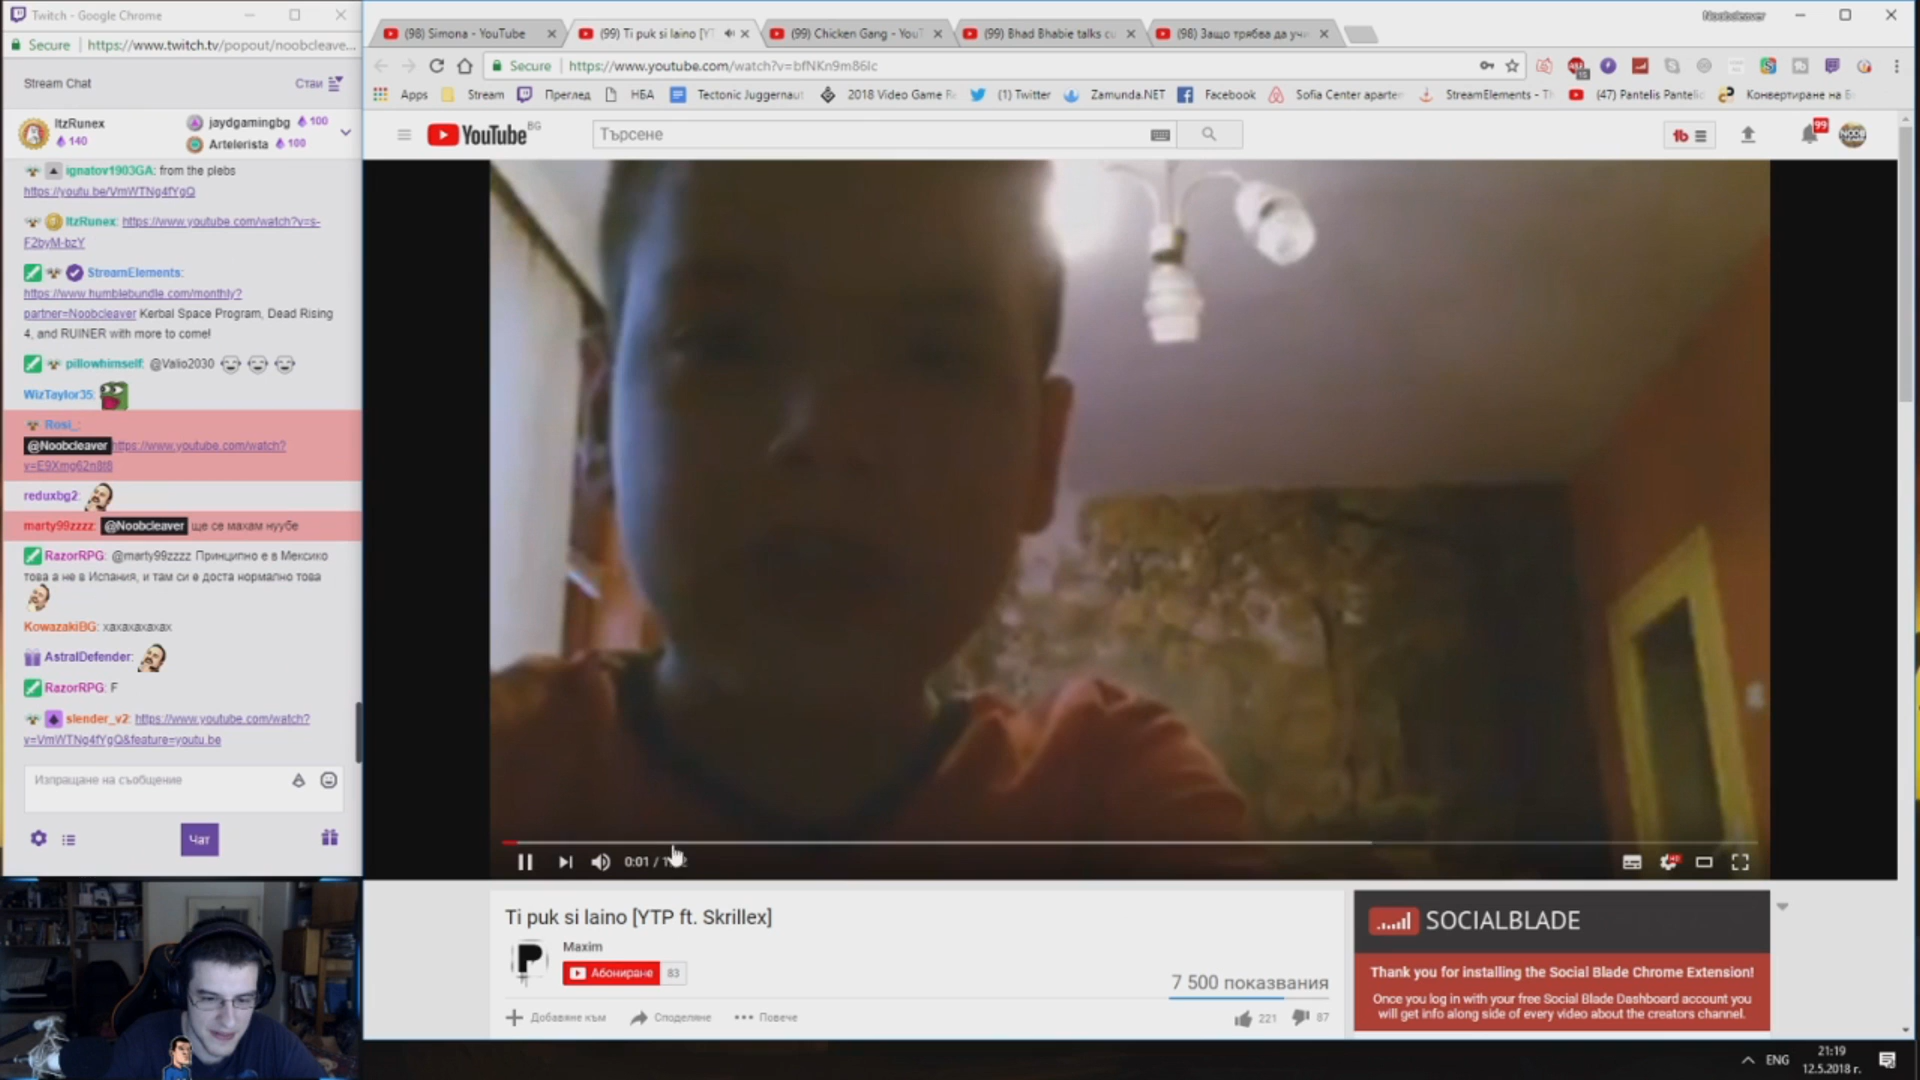 Twitch - Google Chrome
Secure https://www.twitch.tv/popout/noobcleave...
Stream Chat
Стаи
ItzRunex
140
jaydgamingbg 100
Artelerista 100
ignatov1903GA: from the plebs
https://youtu.be/VmWTNg4fYgQ
ItzRunex: https://www.youtube.com/watch?v=s-
F2byM-bzY
StreamElements:
https://www.humblebundle.com/monthly?
partner=Noobcleaver Kerbal Space Program, Dead Rising
4, and RUINER with more to come!
pillowhimself: @Valio2030
WizTaylor35:
Rosi_:
@Noobcleaver https://www.youtube.com/watch?
v=E9Xmg62n8t8
reduxbg2:
marty99zzzz: @Noobcleaver ще се махам нуубе
RazorRPG: @marty99zzzz Принципно е в Мексико
това а не в Испания, и там си е доста нормално това
KowazakiBG: хахахахахах
AstralDefender:
RazorRPG: F
slender_v2: https://www.youtube.com/watch?
v=VmWTNg4fYgQ&feature=youtu.be
Изпращане на съобщение
Чат
Noobcleaver
(98) Simona - YouTube
(99) Ti puk si laino [YT
(99) Chicken Gang - YouT
(99) Bhad Bhabie talks cu
(98) Защо трябва да учи
Secure https://www.youtube.com/watch?v=bfNKn9m86lc
Apps
Stream
Преглед
НБА
Tectonic Juggernaut
2018 Video Game Re
(1) Twitter
Zamunda.NET
Facebook
Sofia Center aparte
StreamElements - Th
(47) Pantelis Pantelic
Конвертиране на Е
YouTube BG
Търсене
99
0:01 /
Ti puk si laino [YTP ft. Skrillex]
Maxim
Абониране 83
7 500 показвания
Добавяне към
Споделяне
Повече
221
87
SOCIALBLADE
Thank you for installing the Social Blade Chrome Extension!
Once you log in with your free Social Blade Dashboard account you
will get info along side of every video about the creators channel.
ENG
21:19
12.5.2018 г.